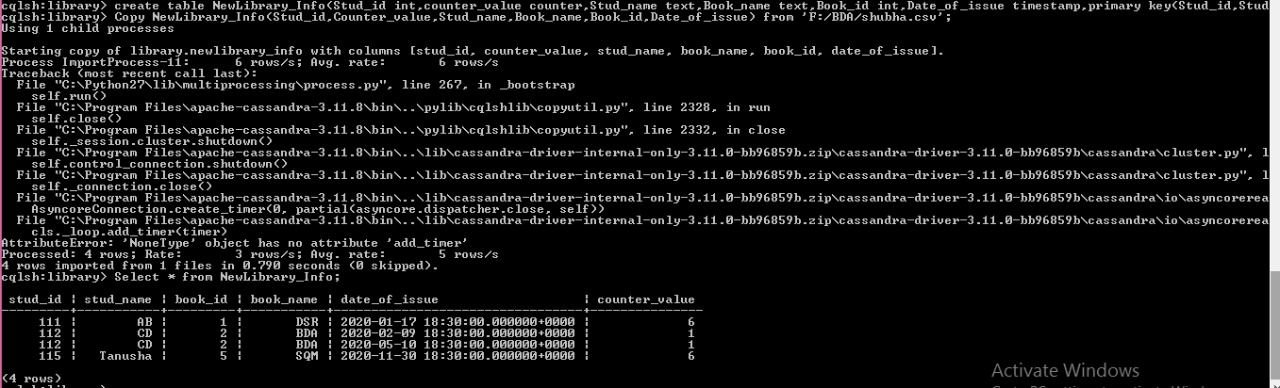 cqlsh:library> create table NewLibrary_Info(Stud_id int,counter_value counter,Stud_name text,Book_name text,Book_id int,Date_of_issue timestamp,primary key(Stud_id,Stud
cqlsh:library> Copy NewLibrary_Info(Stud_id,Counter_value,Stud_name,Book_name,Book_id,Date_of_issue) from 'F:/BDA/shubha.csv';
Using 1 child processes
Starting copy of library.newlibrary_info with columns [stud_id, counter_value, stud_name, book_name, book_id, date_of_issue].
Process ImportProcess-11: 6 rows/s; Avg. rate: 6 rows/s
Traceback (most recent call last):
File "C:\Python27\lib\multiprocessing\process.py", line 267, in _bootstrap
self.run()
File "C:\Program Files\apache-cassandra-3.11.8\bin\..\pylib\cqlshlib\copyutil.py", line 2328, in run
self.close()
File "C:\Program Files\apache-cassandra-3.11.8\bin\..\pylib\cqlshlib\copyutil.py", line 2332, in close
self._session.cluster.shutdown()
File "C:\Program Files\apache-cassandra-3.11.8\bin\..\lib\cassandra-driver-internal-only-3.11.0-bb96859b.zip\cassandra-driver-3.11.0-bb96859b\cassandra\cluster.py", l
self.control_connection.shutdown()
File "C:\Program Files\apache-cassandra-3.11.8\bin\..\lib\cassandra-driver-internal-only-3.11.0-bb96859b.zip\cassandra-driver-3.11.0-bb96859b\cassandra\cluster.py", l
self._connection.close()
File "C:\Program Files\apache-cassandra-3.11.8\bin\..\lib\cassandra-driver-internal-only-3.11.0-bb96859b.zip\cassandra-driver-3.11.0-bb96859b\cassandra\io\asyncorerea
AsyncoreConnection.create_timer(0, partial(asyncore.dispatcher.close, self))
File "C:\Program Files\apache-cassandra-3.11.8\bin\..\lib\cassandra-driver-internal-only-3.11.0-bb96859b.zip\cassandra-driver-3.11.0-bb96859b\cassandra\io\asyncorerea
cls._loop.add_timer(timer)
AttributeError: 'NoneType' object has no attribute 'add_timer'
Processed: 4 rows; Rate: 3 rows/s; Avg. rate: 5 rows/s
4 rows imported from 1 files in 0.790 seconds (0 skipped).
cqlsh:library> Select * from NewLibrary_Info;
stud_id | stud_name | book_id | book_name | date_of_issue | counter_value
111 | AB | 1 | DSR | 2020-01-17 18:30:00.000000+0000 | 6
112 | CD | 2 | BDA | 2020-02-09 18:30:00.000000+0000 | 1
112 | CD | 2 | BDA | 2020-05-10 18:30:00.000000+0000 | 1
115 | Tanusha | 5 | SQM | 2020-11-30 18:30:00.000000+0000 | 6
(4 rows)
Activate Windows